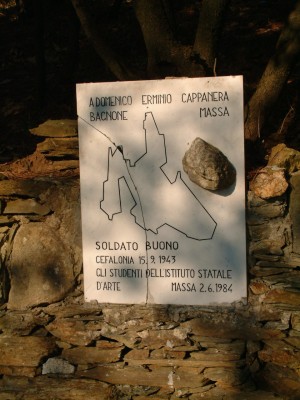 A DOMENICO ERMINIO CAPPANERA
BAGNONE MASSA
SOLDATO BUONO
CEFALONIA 15.9.1943
GLI STUDENTI DELL'ISTITUTO STATALE
D'ARTE MASSA 2.6.1984